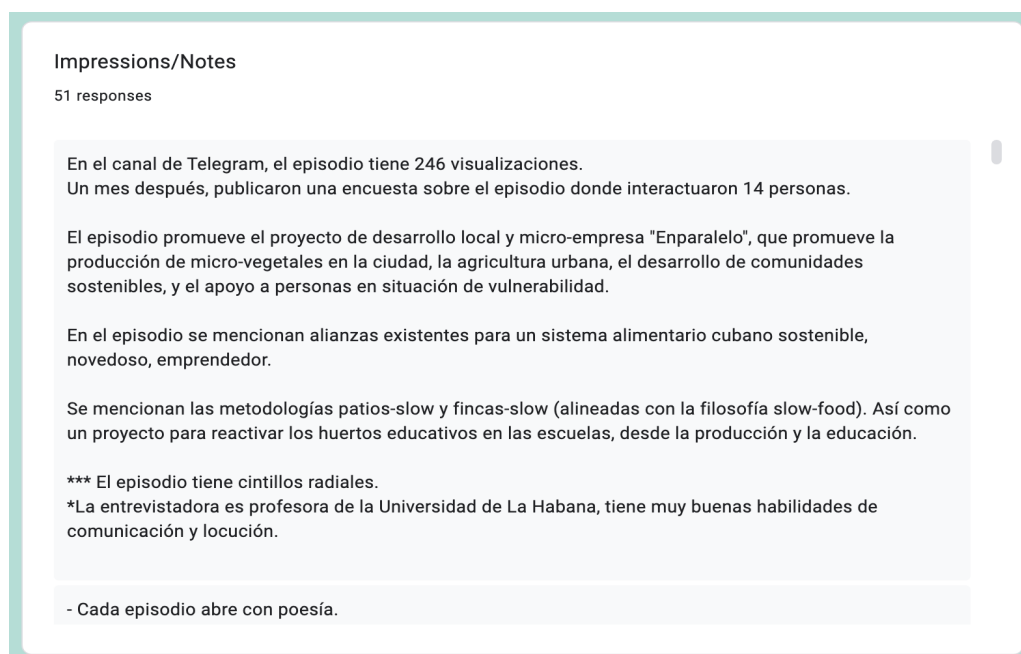 Impressions/Notes
51 responses
En el canal de Telegram, el episodio tiene 246 visualizaciones.
Un mes después, publicaron una encuesta sobre el episodio donde interactuaron 14 personas.
El episodio promueve el proyecto de desarrollo local y micro-empresa "Enparalelo", que promueve la
producción de micro-vegetales en la ciudad, la agricultura urbana, el desarrollo de comunidades
sostenibles, y el apoyo a personas en situación de vulnerabilidad.
En el episodio se mencionan alianzas existentes para un sistema alimentario cubano sostenible,
novedoso, emprendedor.
Se mencionan las metodologías patios-slow y fincas-slow (alineadas con la filosofía slow-food). Así como
un proyecto para reactivar los huertos educativos en las escuelas, desde la producción y la educación.
*** El episodio tiene cintillos radiales.
*La entrevistadora es profesora de la Universidad de La Habana, tiene muy buenas habilidades de
comunicación y locución.
- Cada episodio abre con poesía.